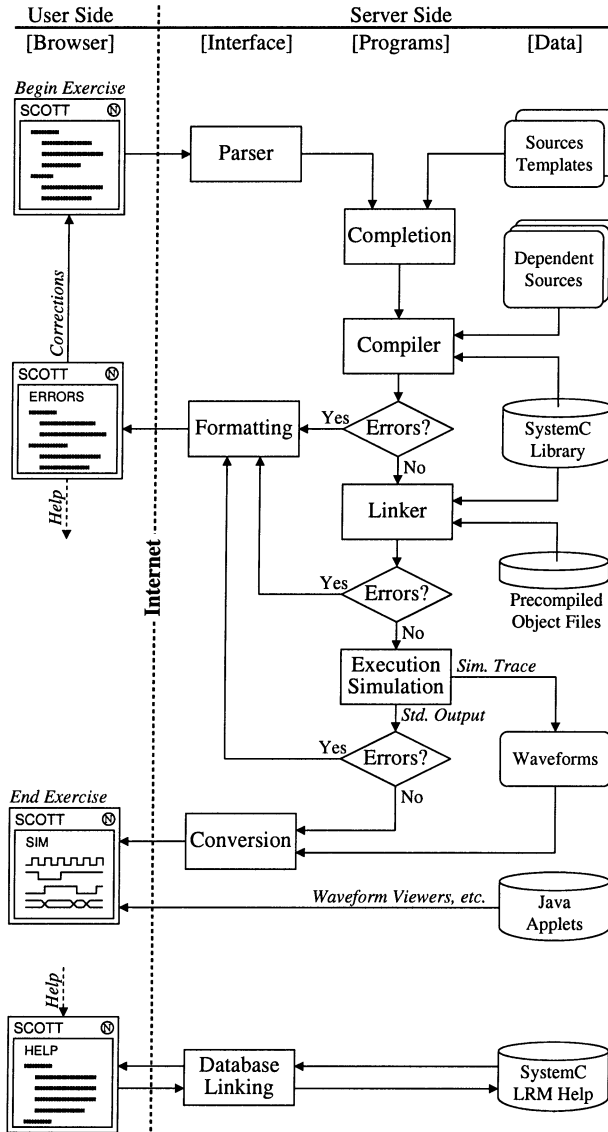 User Side
Server Side
[Browser]
[Interface]
[Programs]
[Data]
Begin Exercise
SCOTT N
Parser
Sources
Templates
Completion
Dependent
Sources
Corrections
Compiler
SCOTT N
ERRORS
Formatting
Yes
Errors?
No
SystemC
Library
Help
Linker
Internet
Yes
Errors?
No
Precompiled
Object Files
Execution
Simulation
Sim. Trace
Std. Output
Yes
Errors?
No
Waveforms
End Exercise
SCOTT N
SIM
Conversion
Waveform Viewers, etc.
Java
Applets
Help
SCOTT N
HELP
Database
Linking
SystemC
LRM Help